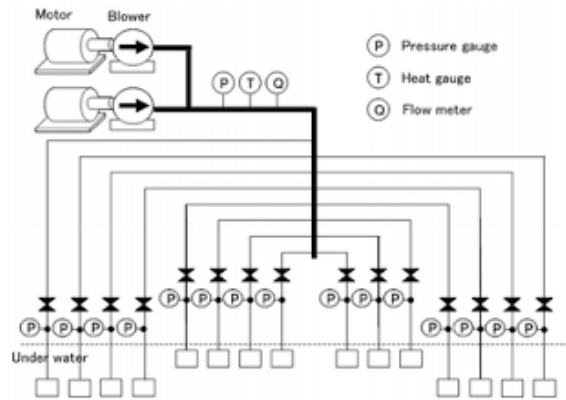 Motor Blower
P Pressure gauge
T Heat gauge
P T Q
Q Flow meter
P P P P P P P
P P P P P P P P
Under water